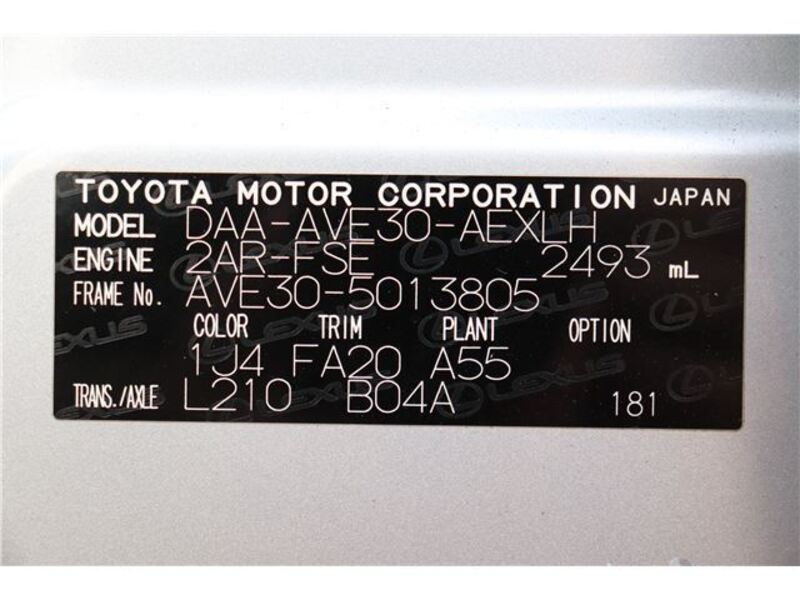 TOYOTA MOTOR CORPORATION JAPAN
MODEL DAA-AVE30-AEXLH
ENGINE 2AR-FSE 2493 mL
FRAME No. AVE30-5013805
COLOR TRIM PLANT OPTION
1J4 FA20 A55
TRANS./AXLE L210 B04A 181
LEXUS